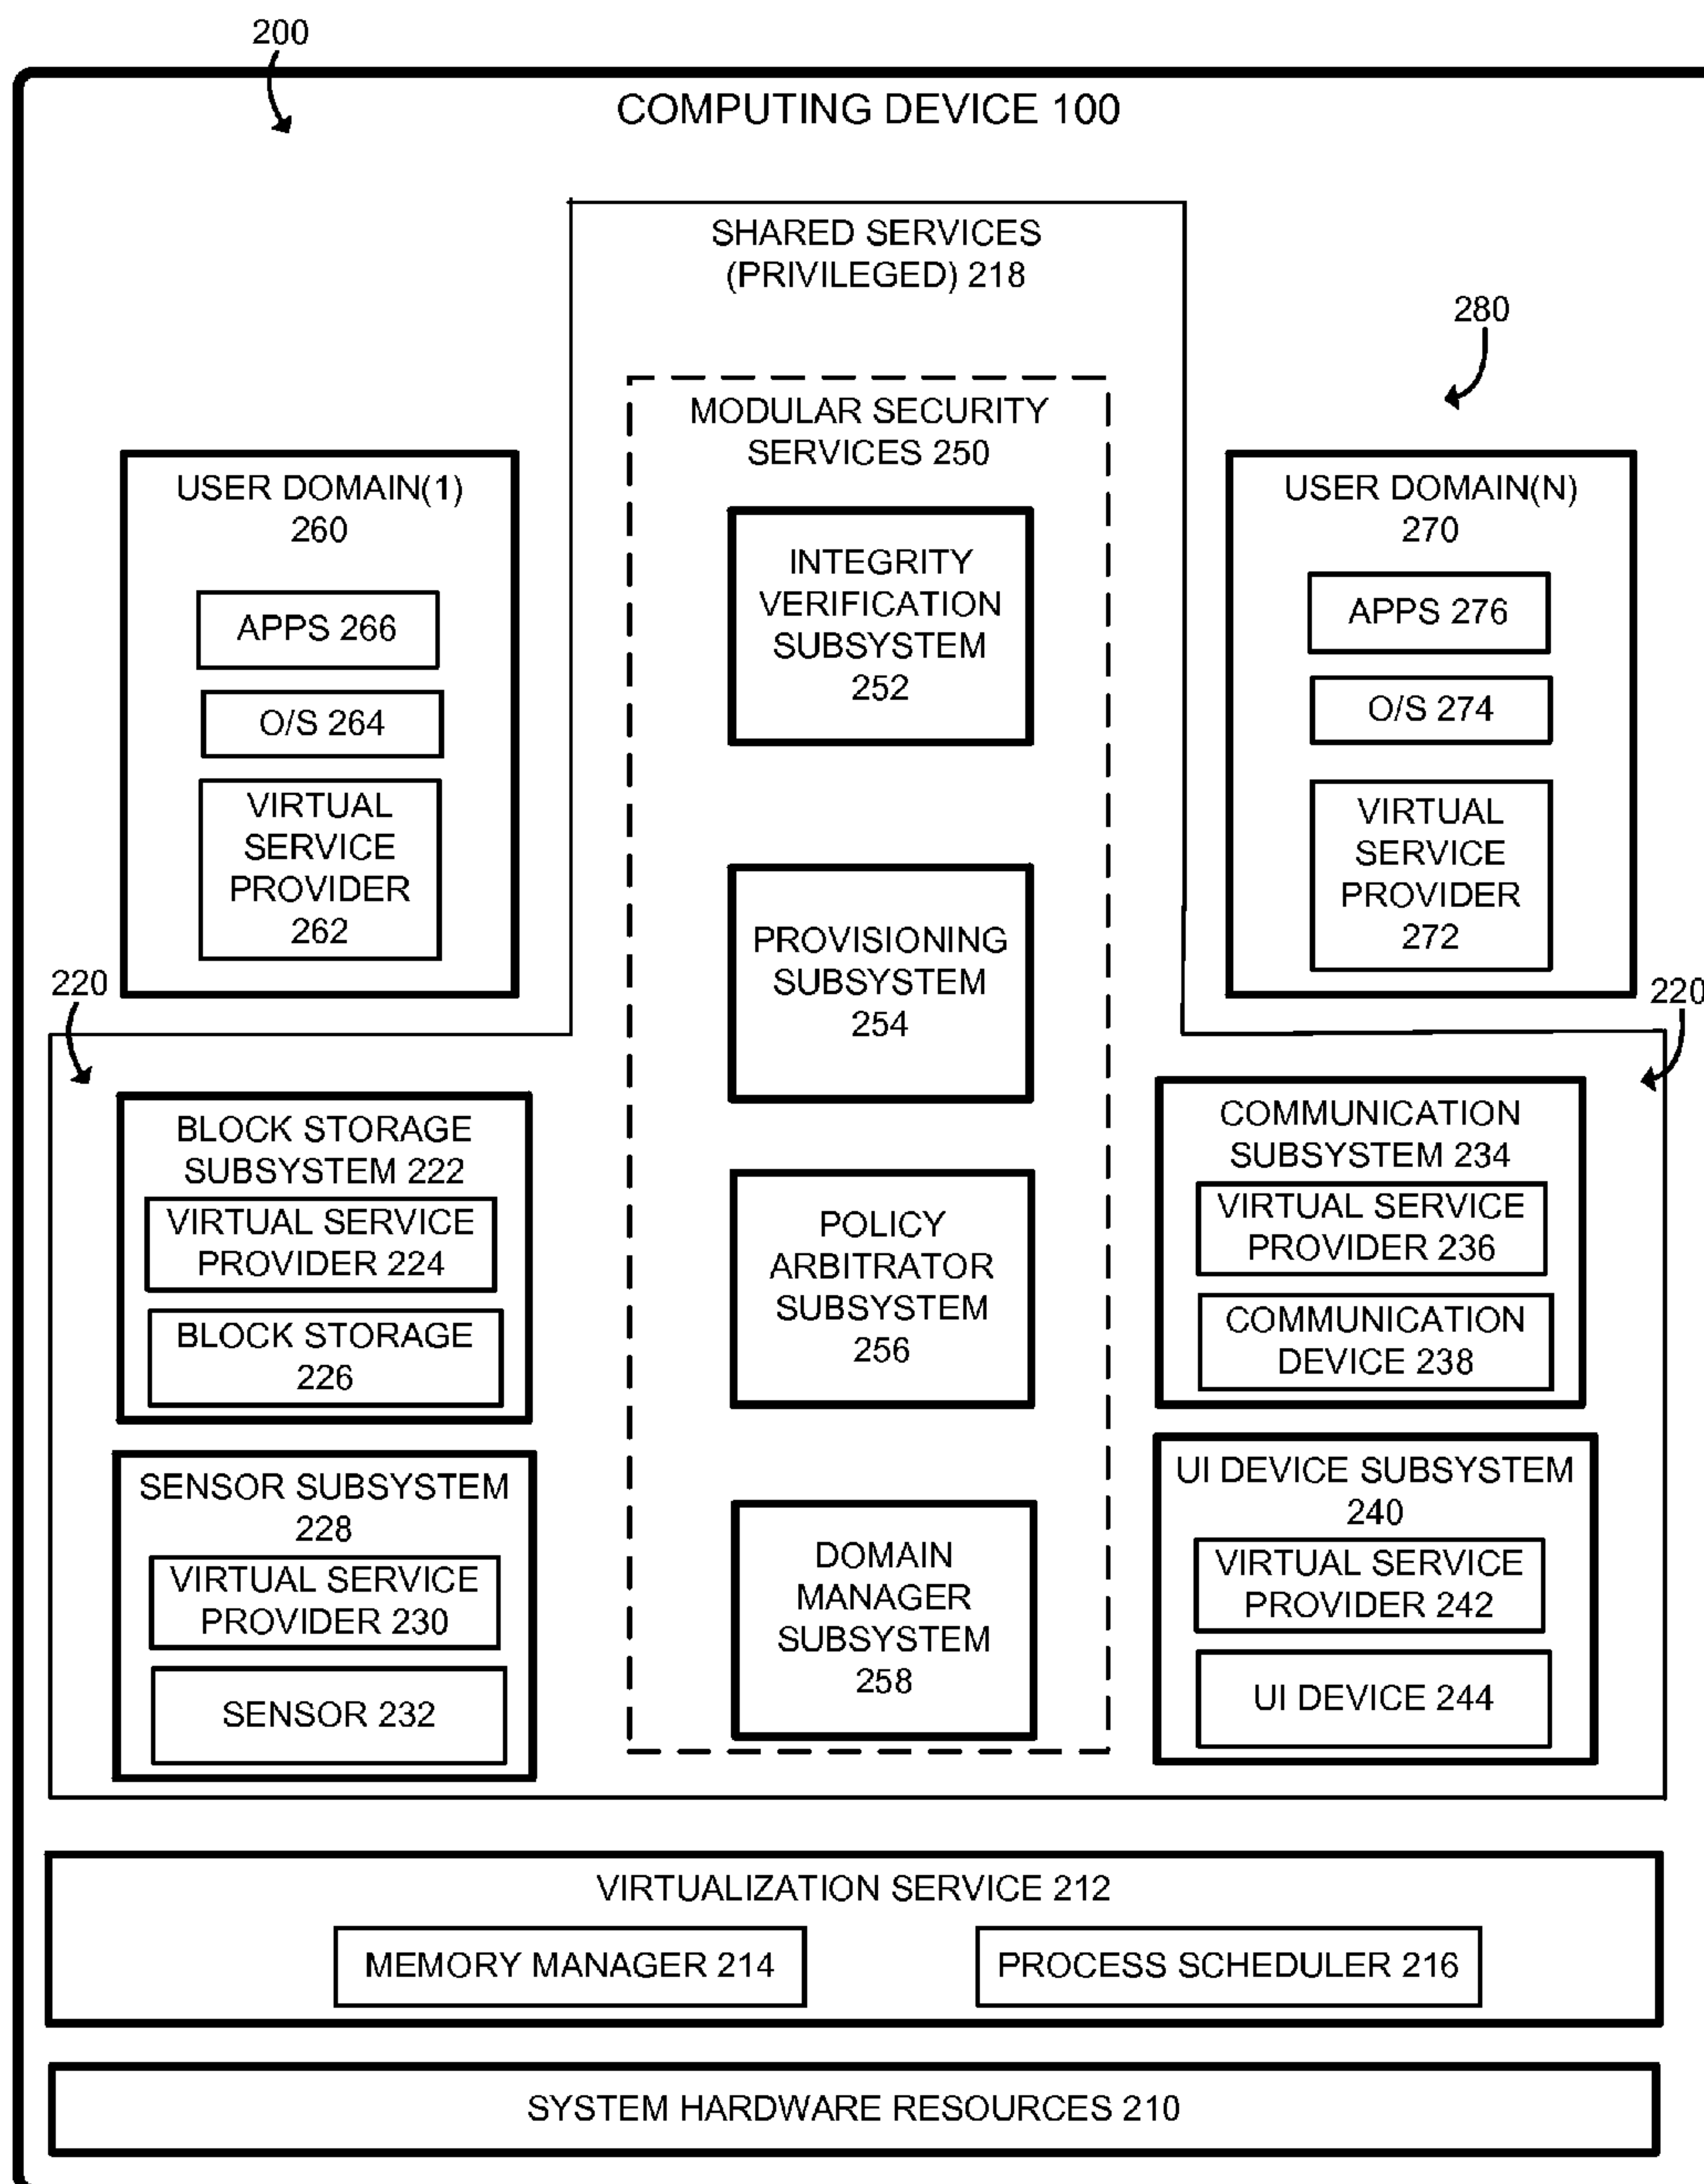 200
COMPUTING DEVICE 100
SHARED SERVICES
(PRIVILEGED) 218
280
MODULAR SECURITY
SERVICES 250
USER DOMAIN(1)
260
APPS 266
O/S 264
VIRTUAL
SERVICE
PROVIDER
262
INTEGRITY
VERIFICATION
SUBSYSTEM
252
PROVISIONING
SUBSYSTEM
254
POLICY
ARBITRATOR
SUBSYSTEM
256
DOMAIN
MANAGER
SUBSYSTEM
258
USER DOMAIN(N)
270
APPS 276
O/S 274
VIRTUAL
SERVICE
PROVIDER
272
220
220
BLOCK STORAGE
SUBSYSTEM 222
VIRTUAL SERVICE
PROVIDER 224
BLOCK STORAGE
226
SENSOR SUBSYSTEM
228
VIRTUAL SERVICE
PROVIDER 230
SENSOR 232
COMMUNICATION
SUBSYSTEM 234
VIRTUAL SERVICE
PROVIDER 236
COMMUNICATION
DEVICE 238
UI DEVICE SUBSYSTEM
240
VIRTUAL SERVICE
PROVIDER 242
UI DEVICE 244
VIRTUALIZATION SERVICE 212
MEMORY MANAGER 214
PROCESS SCHEDULER 216
SYSTEM HARDWARE RESOURCES 210